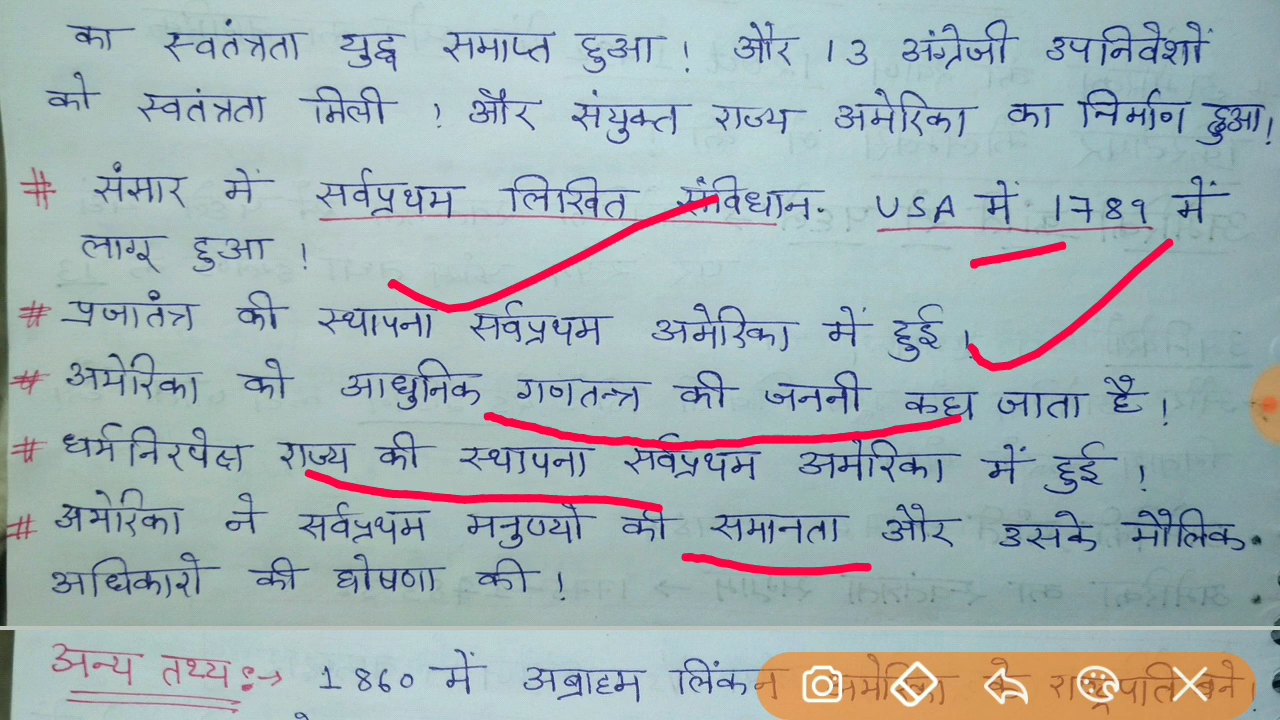 का स्वतंत्रता युद्ध समाप्त हुआ ! और 13 अंग्रेजी उपनिवेशों
को स्वतंत्रता मिली ! और संयुक्त राज्य अमेरिका का निर्माण हुआ!
# संसार में सर्वप्रथम लिखित संविधान. USA में 1789 में
लागू हुआ !
# प्रजातंत्र की स्थापना सर्वप्रथम अमेरिका में हुई !
# अमेरिका को आधुनिक गणतन्त्र की जननी कहा जाता है !
# धर्मनिरपेक्ष राज्य की स्थापना सर्वप्रथम अमेरिका में हुई !
# अमेरिका ने सर्वप्रथम मनुष्यो की समानता और उसके मौलिक
अधिकारो की घोषणा की !
अन्य तथ्य :-> 1860 में अब्राहम लिंकन अमेरिका के राष्ट्रपति बने !